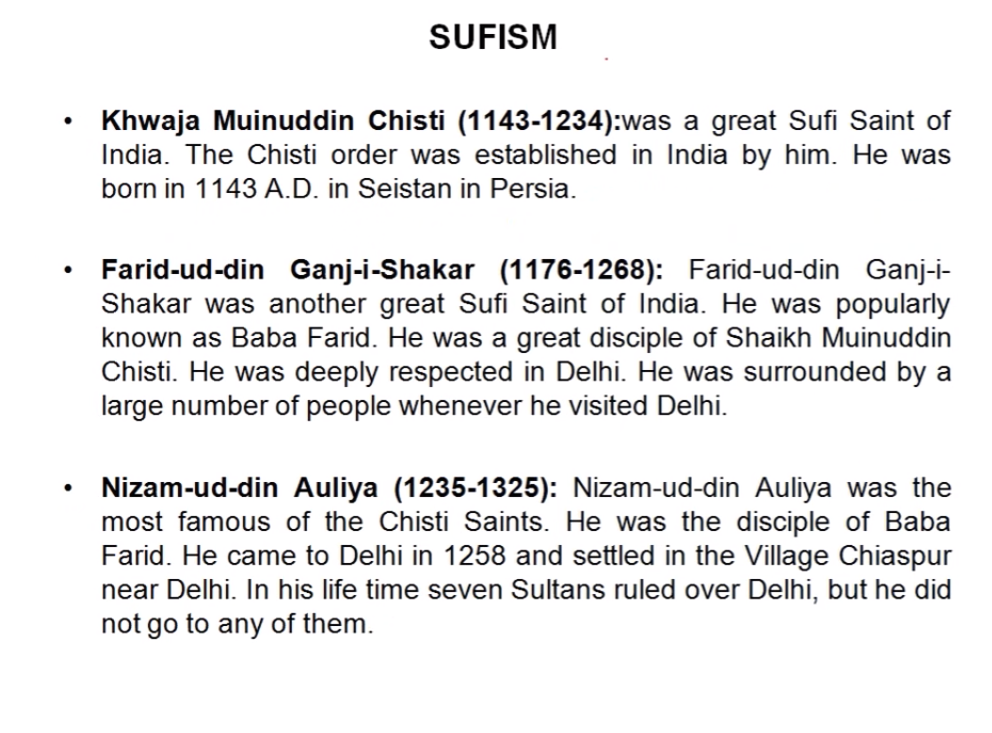 SUFISM
• Khwaja Muinuddin Chisti (1143-1234):was a great Sufi Saint of
India. The Chisti order was established in India by him. He was
born in 1143 A.D. in Seistan in Persia.
• Farid-ud-din Ganj-i-Shakar (1176-1268): Farid-ud-din Ganj-i-
Shakar was another great Sufi Saint of India. He was popularly
known as Baba Farid. He was a great disciple of Shaikh Muinuddin
Chisti. He was deeply respected in Delhi. He was surrounded by a
large number of people whenever he visited Delhi.
• Nizam-ud-din Auliya (1235-1325): Nizam-ud-din Auliya was the
most famous of the Chisti Saints. He was the disciple of Baba
Farid. He came to Delhi in 1258 and settled in the Village Chiaspur
near Delhi. In his life time seven Sultans ruled over Delhi, but he did
not go to any of them.